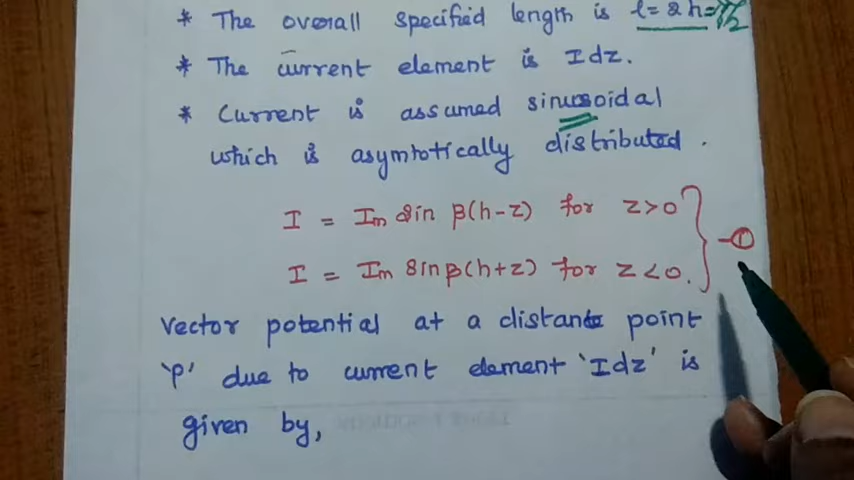 * The overall specified length is l = 2h = λ/2
* The current element is Idz.
* Current is assumed sinusoidal
which is asymtotically distributed.
I = Im sin β(h-z) for z>0
I = Im sin β(h+z) for z<0. } -①
Vector potential at a distante point
'P' due to current element 'Idz' is
given by,